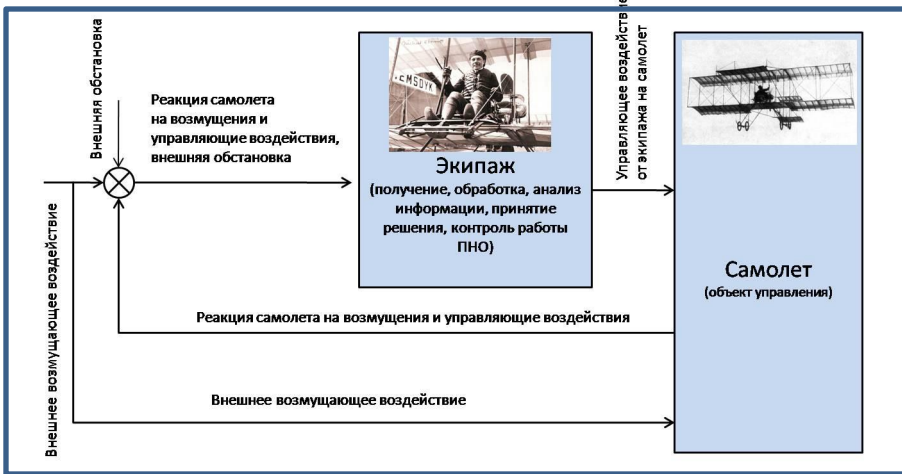 Внешняя обстановка
Реакция самолета
на возмущения и
управляющие воздействия,
внешняя обстановка
смSDYK
Экипаж
(получение, обработка, анализ
информации, принятие
решения, контроль работы
ПНО)
Управляющее воздействие
от экипажа на самолет
Самолет
(объект управления)
Реакция самолета на возмущения и управляющие воздействия
Внешнее возмущающее воздействие
Внешнее возмущающее воздействие